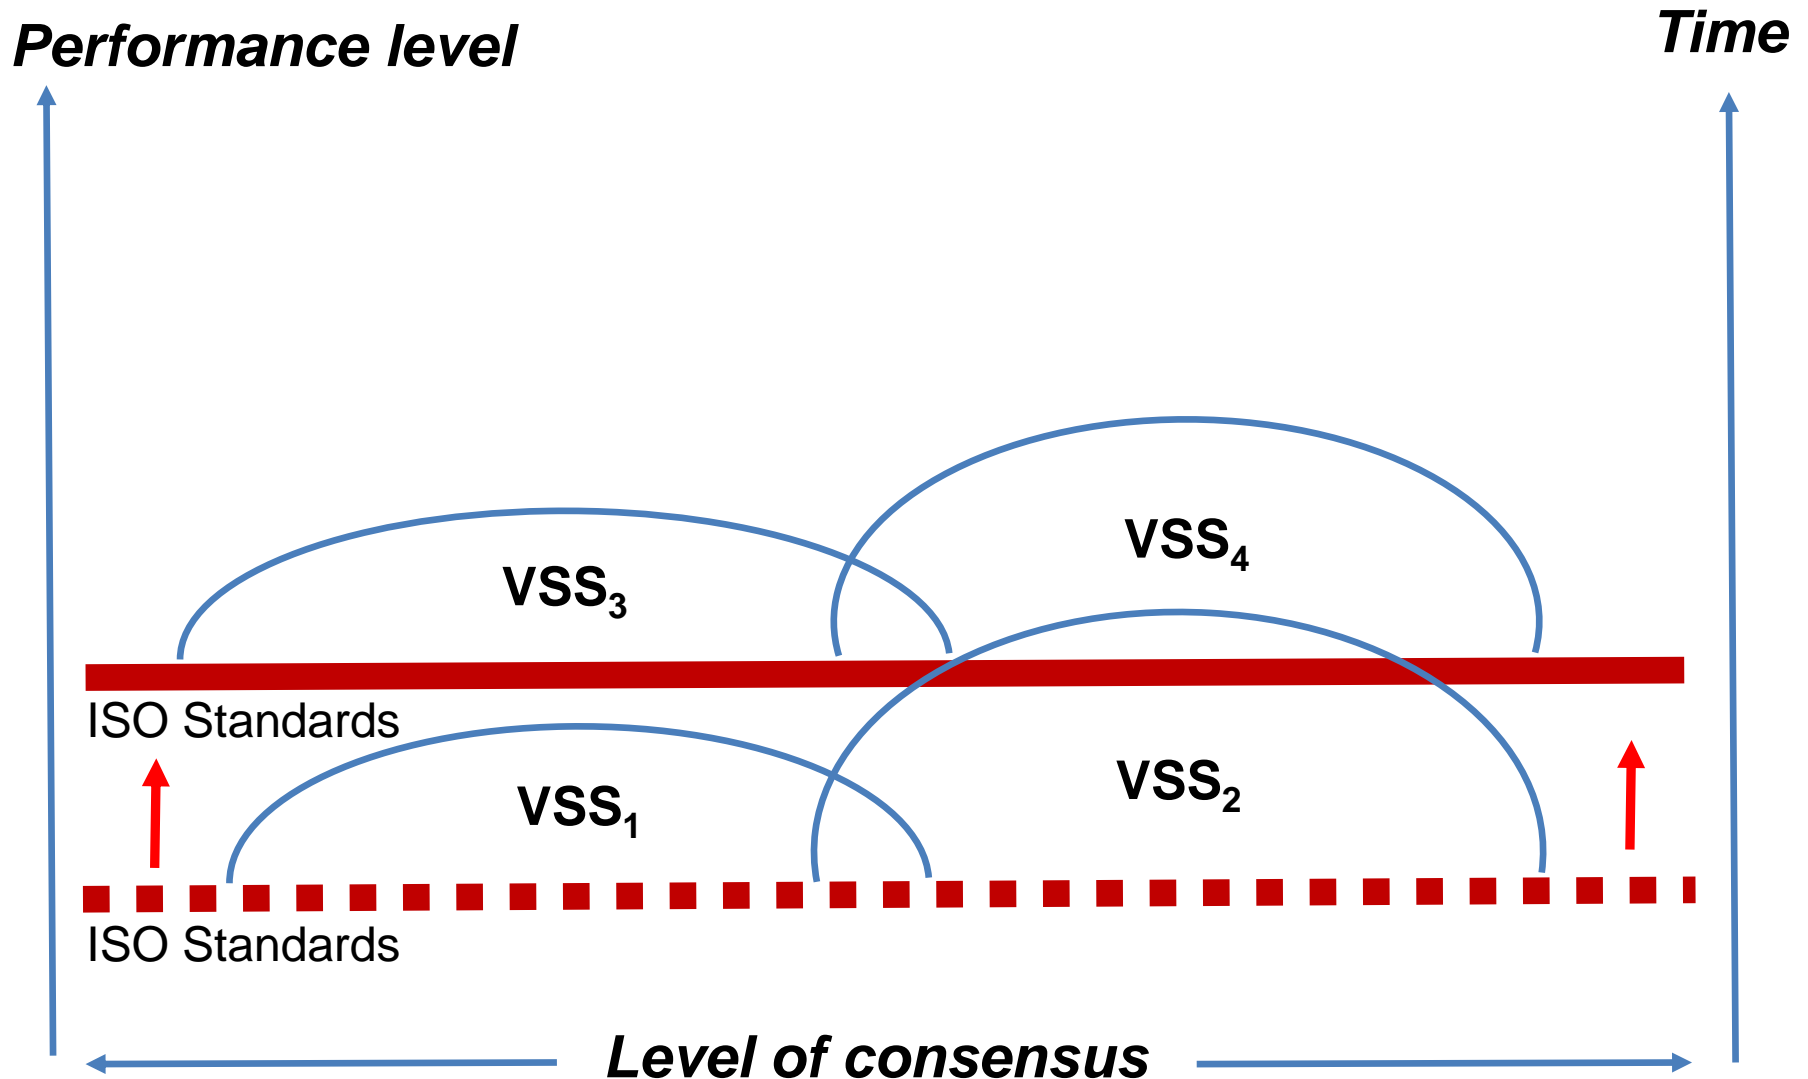 Performance level
Time
VSS₄
VSS₃
ISO Standards
VSS₂
VSS₁
ISO Standards
Level of consensus